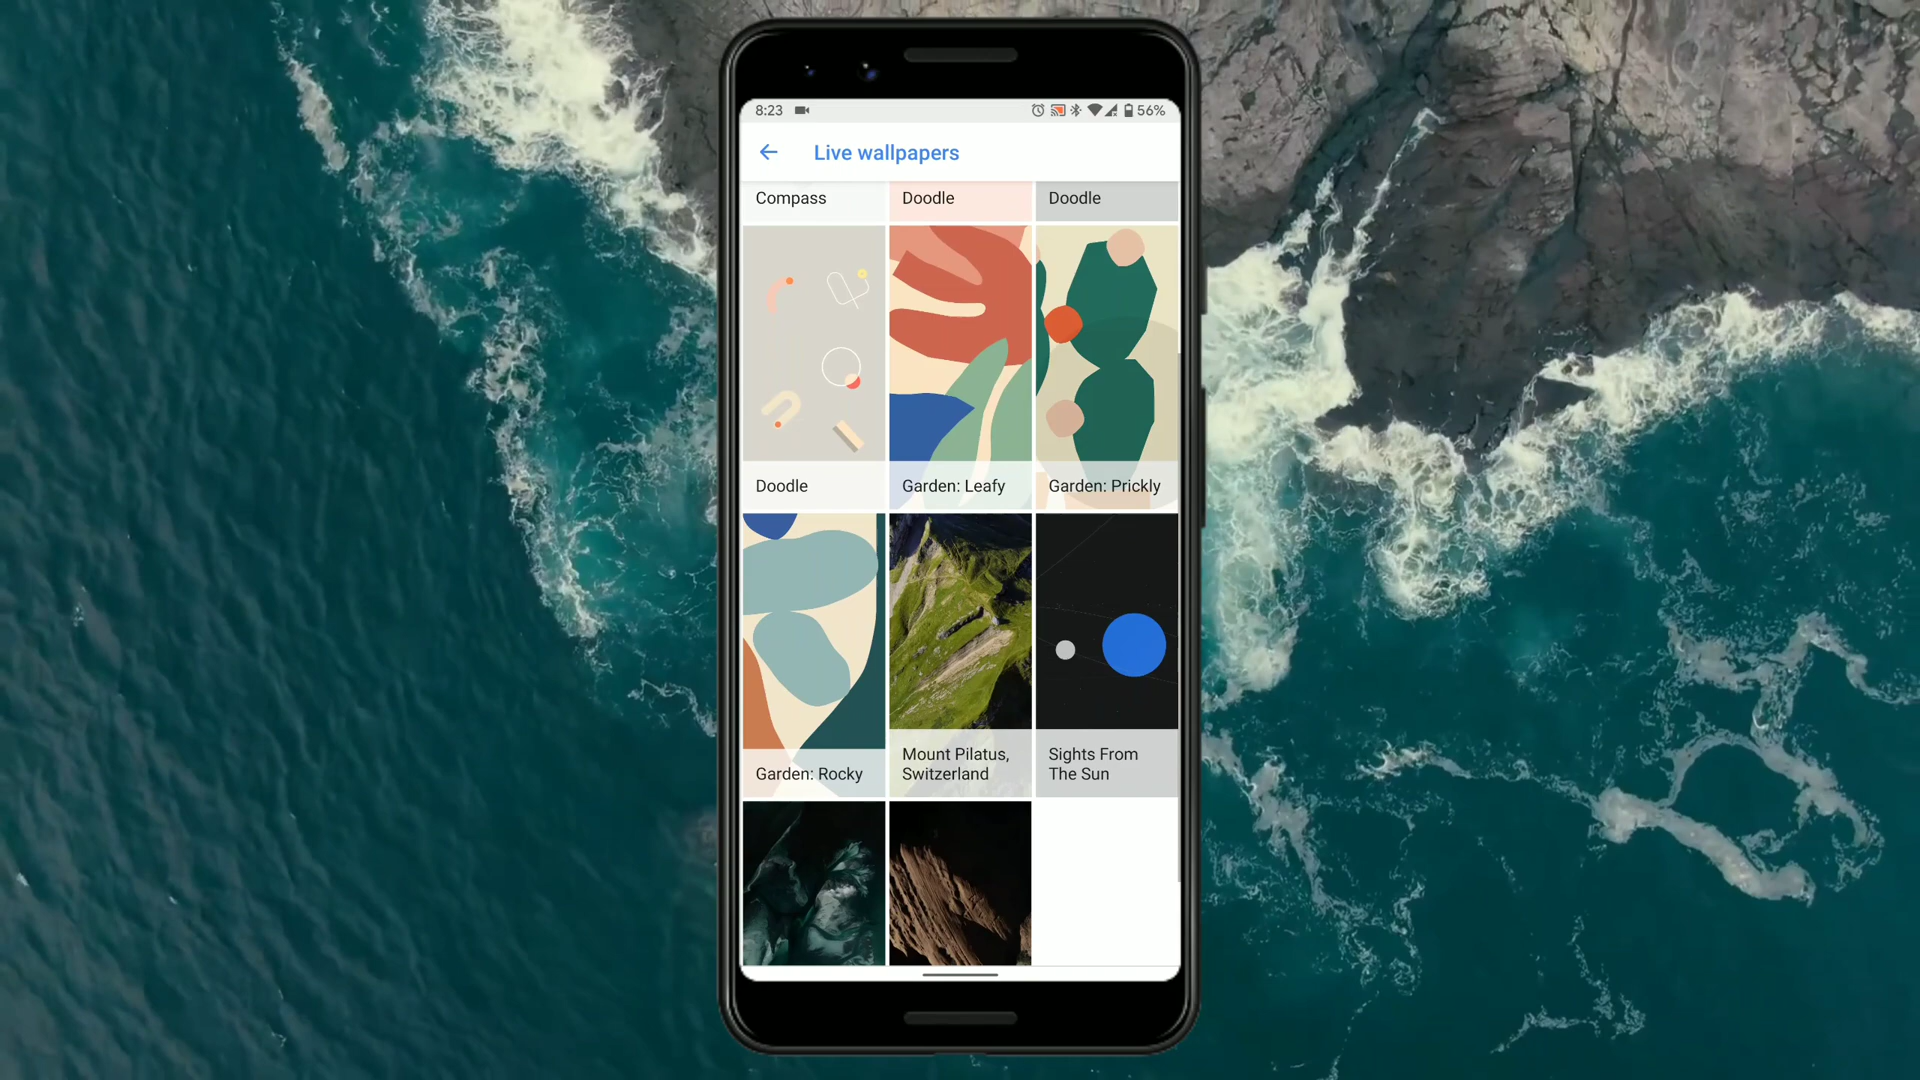 8:23
56%
Live wallpapers
Compass
Doodle
Doodle
Doodle
Garden: Leafy
Garden: Prickly
Garden: Rocky
Mount Pilatus,
Switzerland
Sights From
The Sun